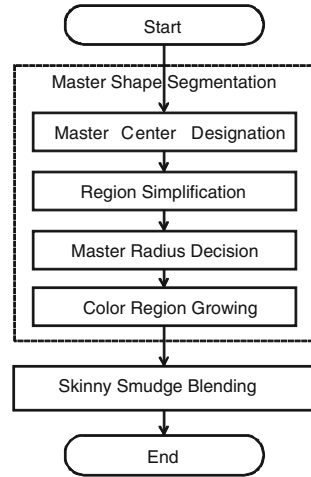 Start
Master Shape Segmentation
Master Center Designation
Region Simplification
Master Radius Decision
Color Region Growing
Skinny Smudge Blending
End